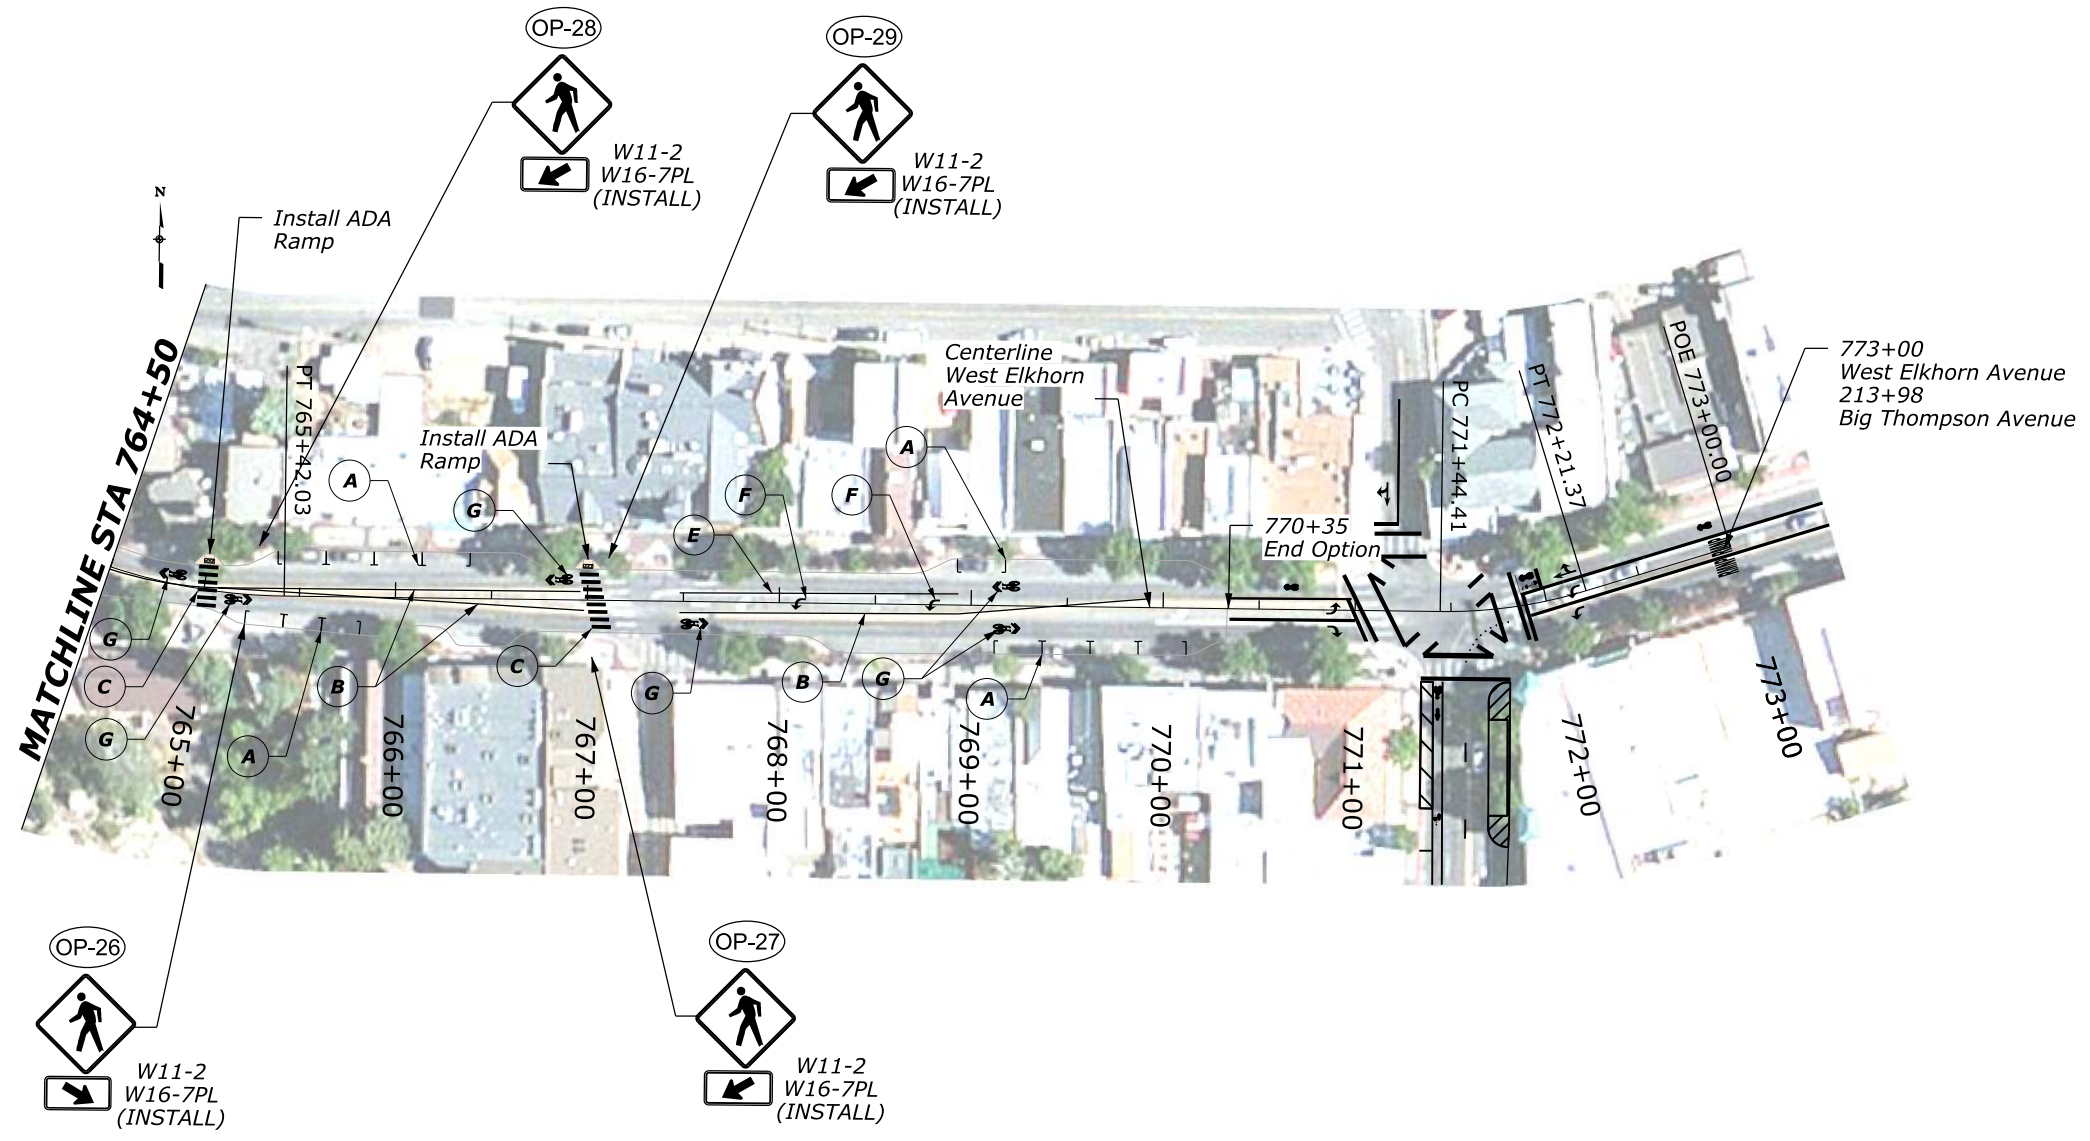 OP-28
W11-2
W16-7PL
(INSTALL)
OP-29
W11-2
W16-7PL
(INSTALL)
N
Install ADA
Ramp
MATCHLINE STA 764+50
PT 765+42.03
A
Install ADA
Ramp
G
E
F
F
A
Centerline
West Elkhorn
Avenue
770+35
End Option
PC 771+44.41
PT 772+21.37
POE 773+00.00
773+00
West Elkhorn Avenue
213+98
Big Thompson Avenue
G
C
G
A
B
C
G
B
G
A
765+00
766+00
767+00
768+00
769+00
770+00
771+00
772+00
773+00
OP-26
W11-2
W16-7PL
(INSTALL)
OP-27
W11-2
W16-7PL
(INSTALL)